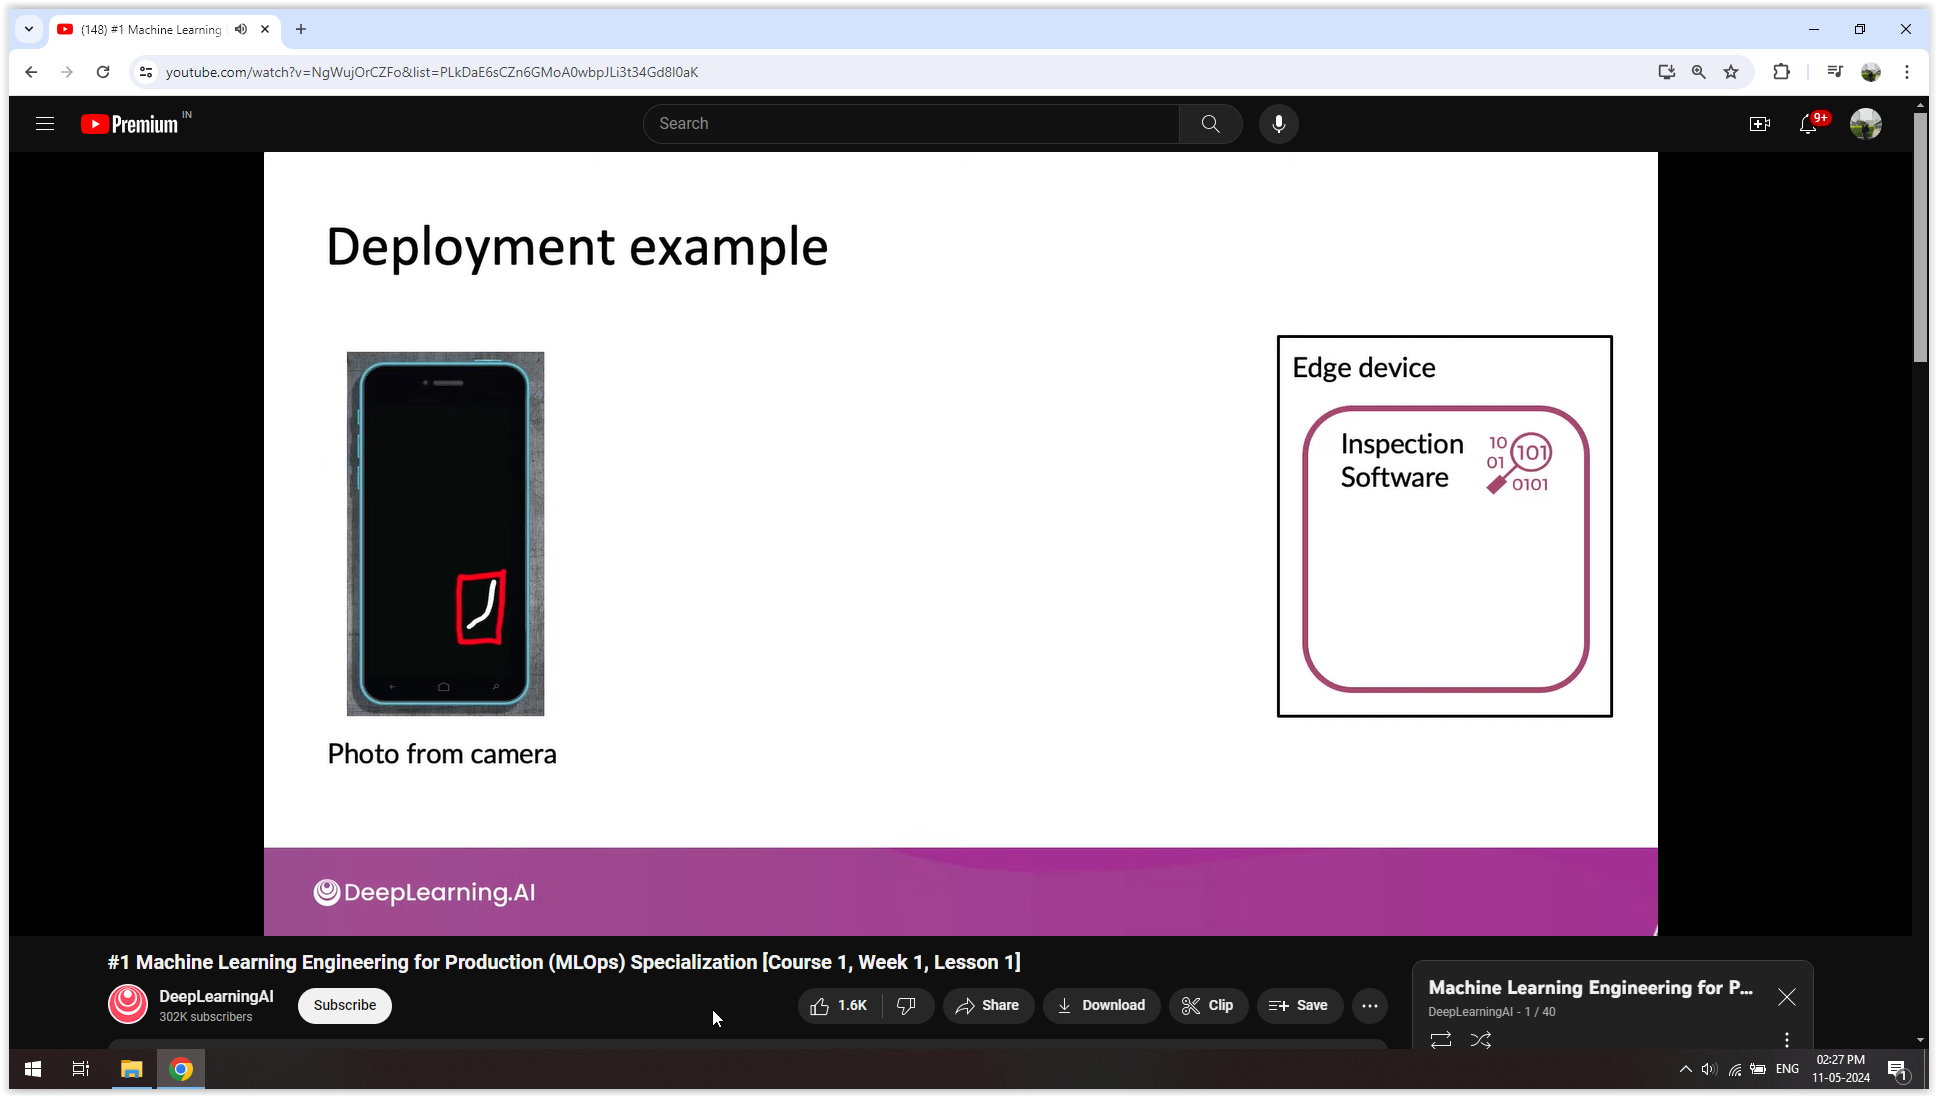 (148) #1 Machine Learning
youtube.com/watch?v=NgWujOrCZFo&list=PLkDaE6sCZn6GMoA0wbpJLi3t34Gd8l0aK
Premium IN
Search
9+
Deployment example
Edge device
Inspection
Software
10
01
101
0101
Photo from camera
DeepLearning.AI
#1 Machine Learning Engineering for Production (MLOps) Specialization [Course 1, Week 1, Lesson 1]
DeepLearningAI
302K subscribers
Subscribe
1.6K
Share
Download
Clip
Save
Machine Learning Engineering for P...
DeepLearningAI - 1 / 40
ENG
02:27 PM
11-05-2024
1